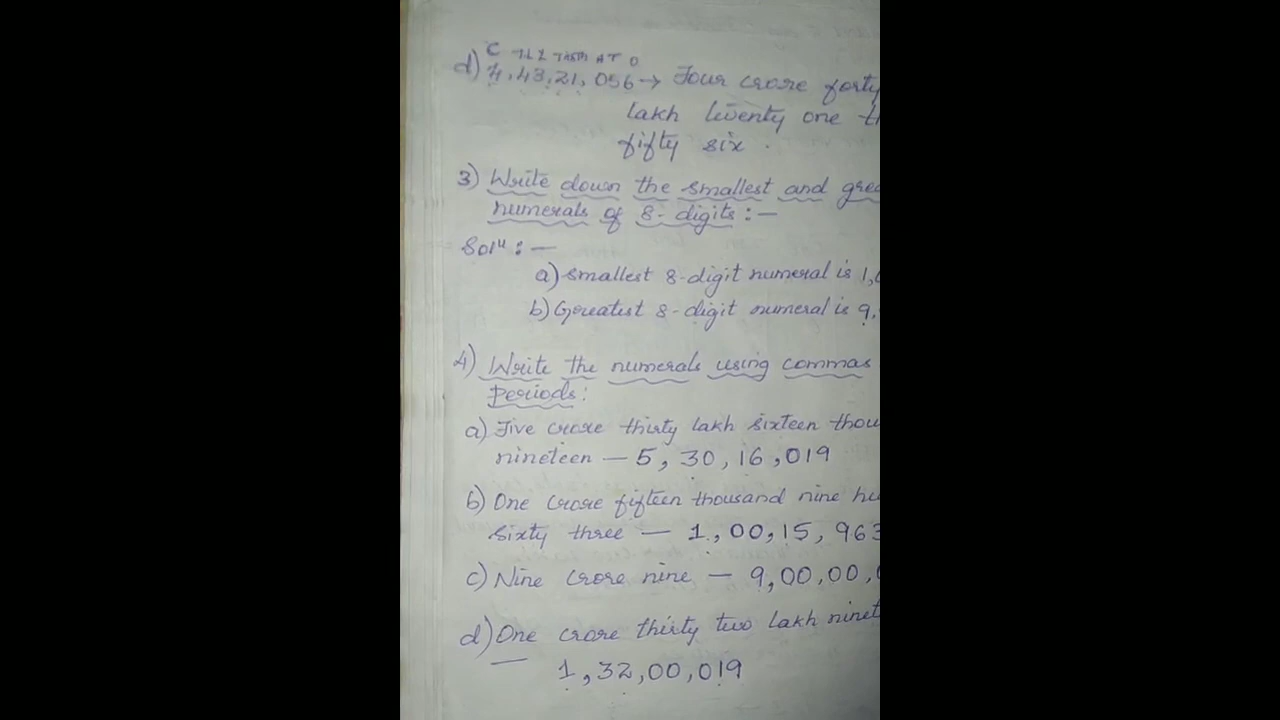 C T.L L T.Th Th H T O
d) 4,43,21,056 → Four crore forty
lakh twenty one t
fifty six.
3) Write down the smallest and grea
numerals of 8-digits :—
Solⁿ :—
a) smallest 8-digit numeral is 1,
b) Greatest 8-digit numeral is 9,
4) Write the numerals using commas
periods:
a) Five crore thirty lakh sixteen thou
nineteen — 5, 30, 16, 019
b) One crore fifteen thousand nine hu
sixty three — 1, 00, 15, 963
c) Nine crore nine — 9,00,00,
d) One crore thirty two lakh ninet
— 1,32,00,019